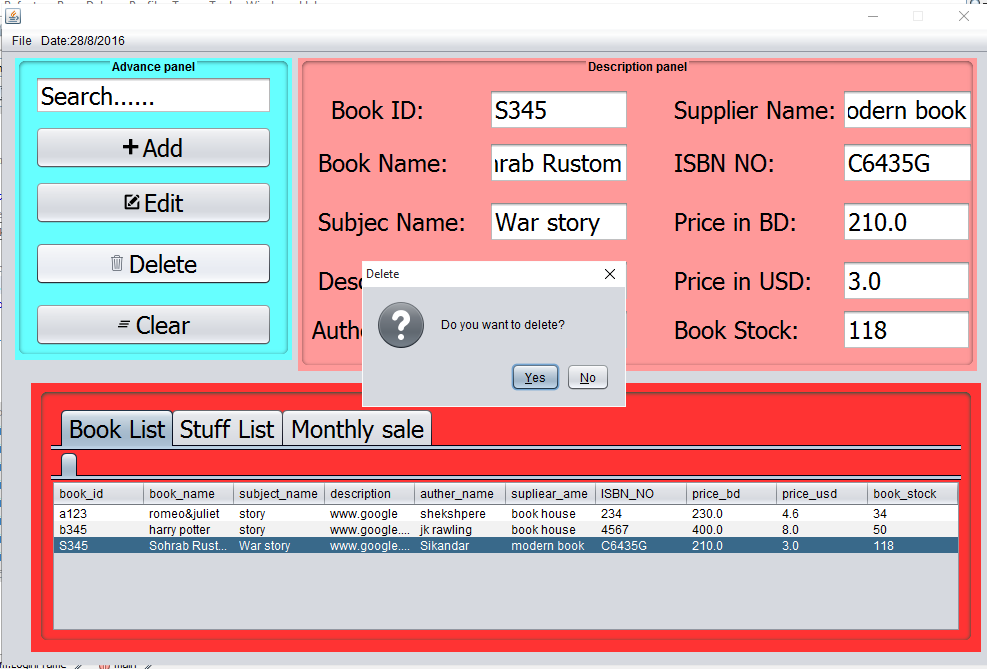 File Date:28/8/2016
Advance panel
Search......
Add
Edit
Delete
Clear
Description panel
Book ID: S345 Supplier Name: odern book
Book Name: rab Rustom ISBN NO: C6435G
Subjec Name: War story Price in BD: 210.0
Desc Price in USD: 3.0
Authe Book Stock: 118
Delete
Do you want to delete?
Yes No
Book List Stuff List Monthly sale
book_id book_name subject_name description auther_name supliear_ame ISBN_NO price_bd price_usd book_stock
a123 romeo&juliet story www.google shekshpere book house 234 230.0 4.6 34
b345 harry potter story www.google.... jk rawling book house 4567 400.0 8.0 50
S345 Sohrab Rust... War story www.google.... Sikandar modern book C6435G 210.0 3.0 118